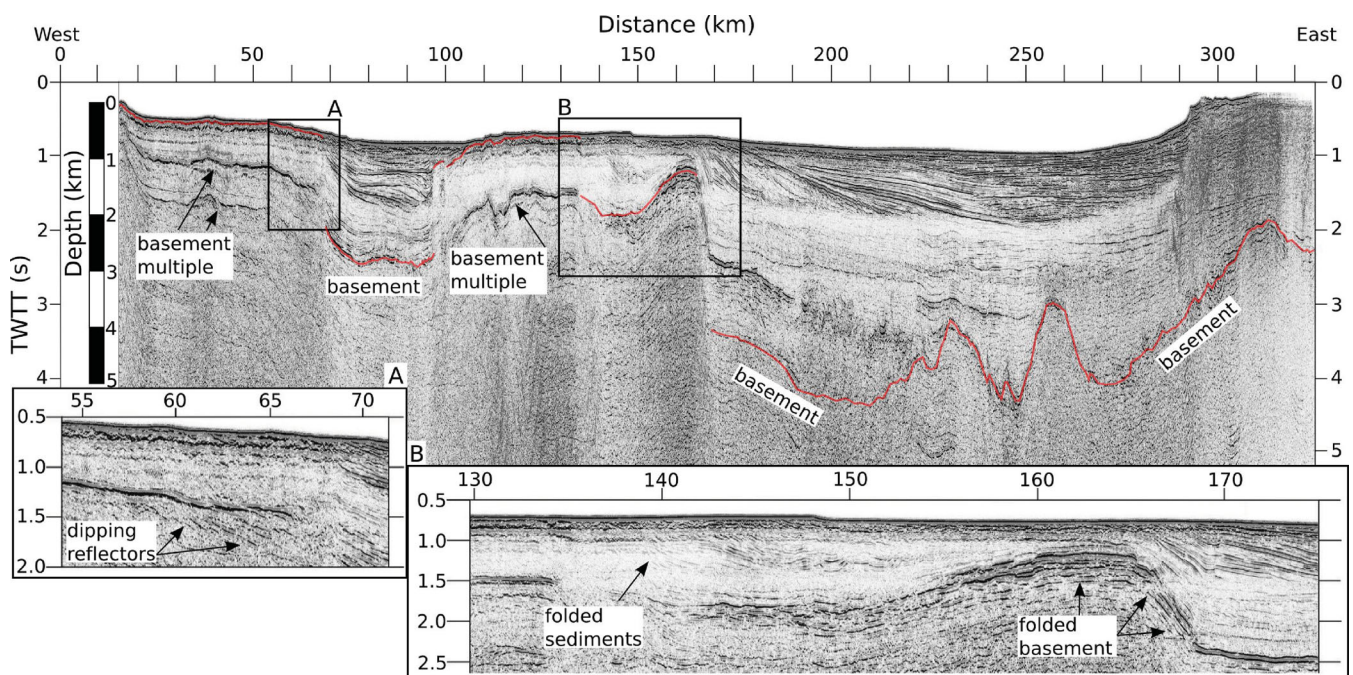 Distance (km)
West
East
0 50 100 150 200 250 300
0
0
A
B
0
1
1
1
basement
multiple
2
2
2
basement
basement
multiple
3
3
3
TWTT (s)
Depth (km)
4
4
4
5
5
basement
basement
A
55 60 65 70
0.5
1.0
1.5
2.0
dipping
reflectors
B
130 140 150 160 170
0.5
1.0
1.5
2.0
2.5
folded
sediments
folded
basement